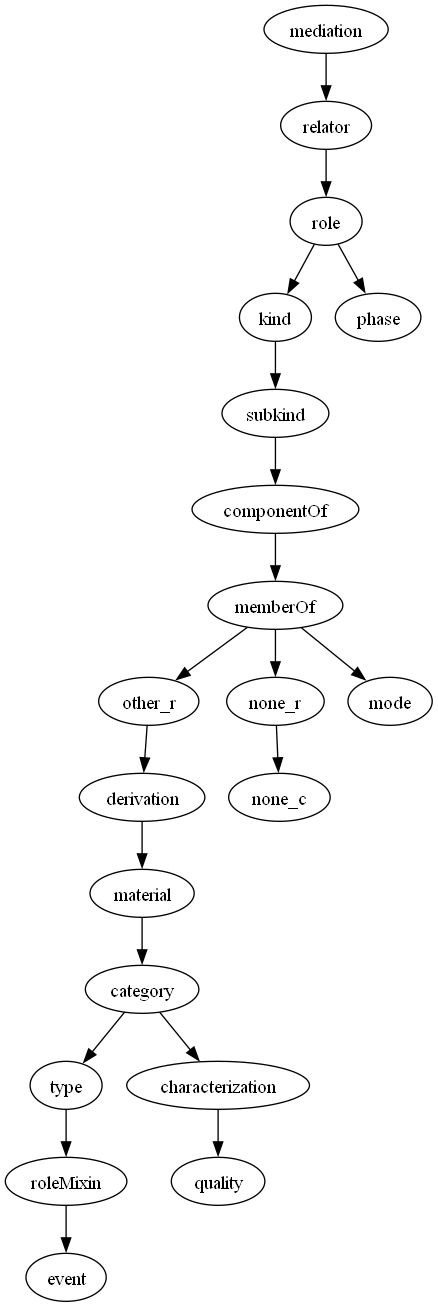 mediation
relator
role
kind
phase
subkind
componentOf
memberOf
other_r
none_r
mode
derivation
none_c
material
category
type
characterization
roleMixin
quality
event